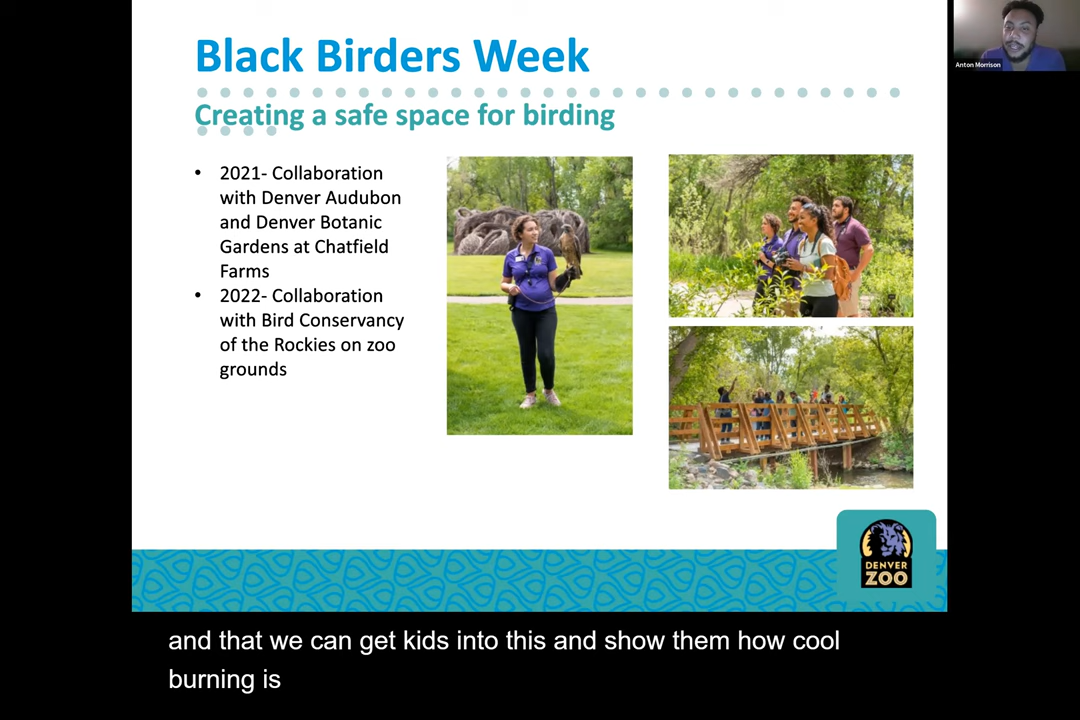 Black Birders Week
Creating a safe space for birding
• 2021- Collaboration
with Denver Audubon
and Denver Botanic
Gardens at Chatfield
Farms
• 2022- Collaboration
with Bird Conservancy
of the Rockies on zoo
grounds
DENVER
ZOO
Anton Morrison
and that we can get kids into this and show them how cool
burning is